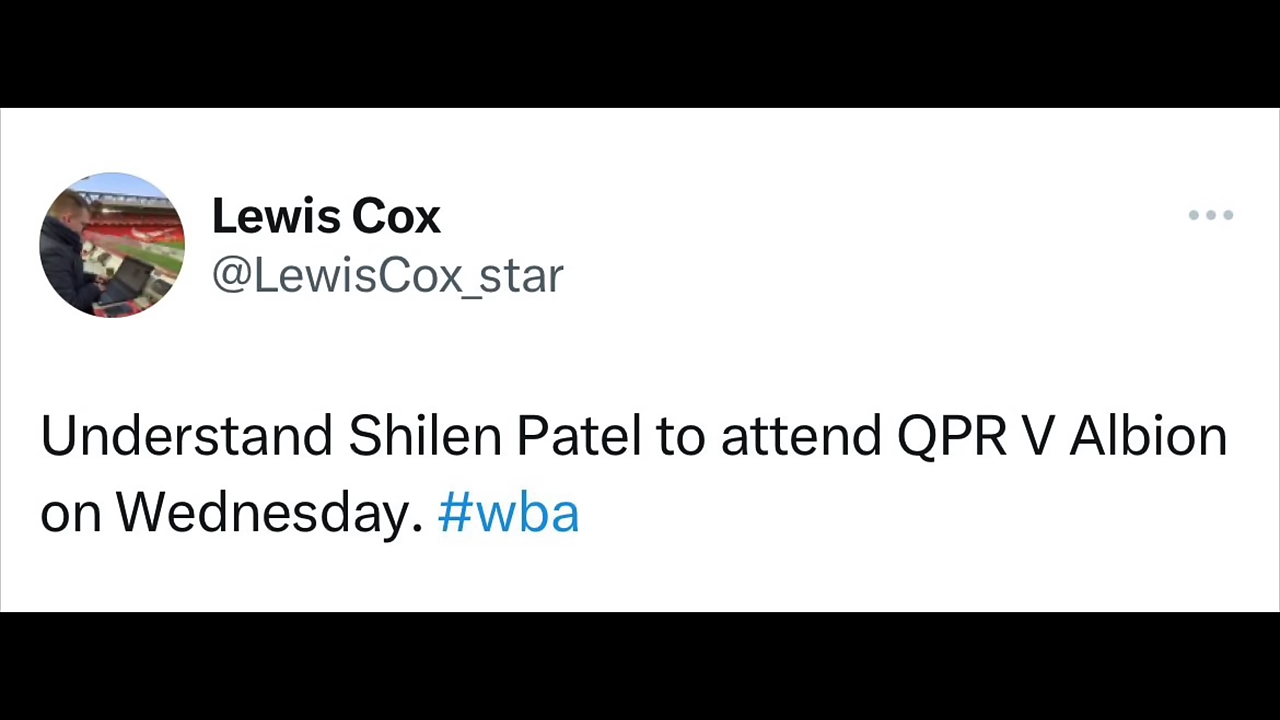 Lewis Cox
@LewisCox_star
Understand Shilen Patel to attend QPR V Albion
on Wednesday. #wba